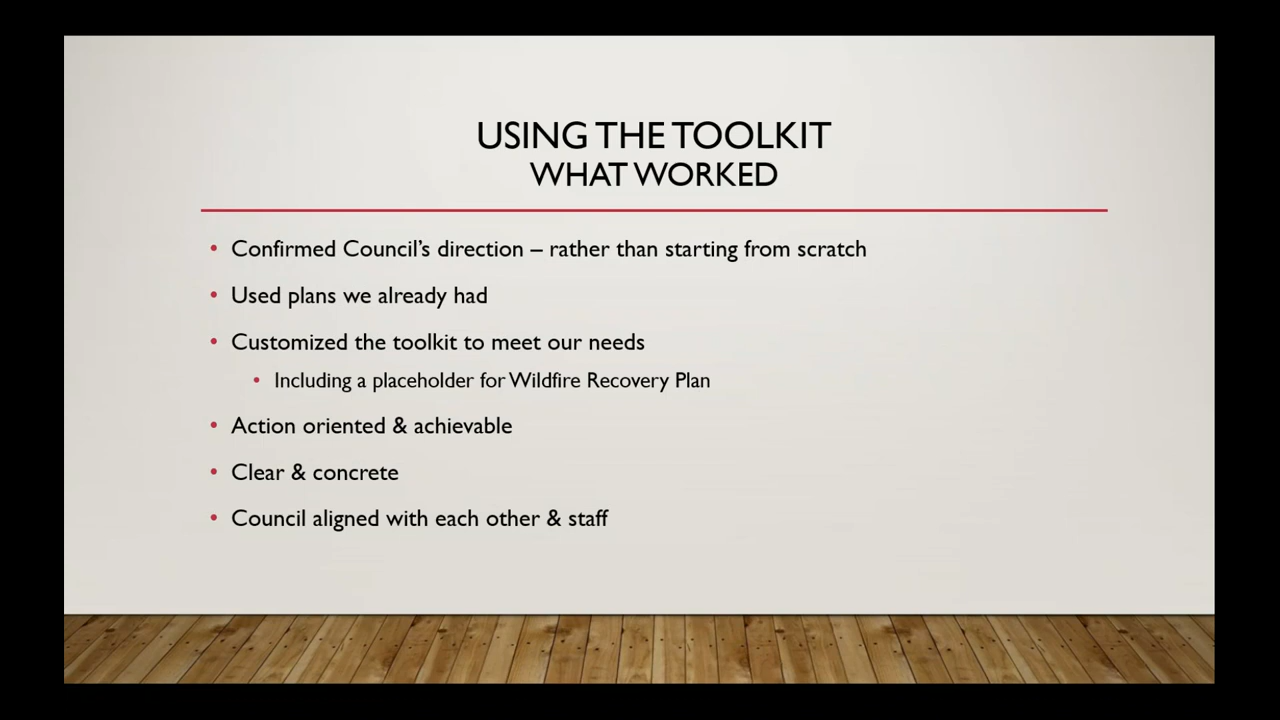 USING THE TOOLKIT
WHAT WORKED
• Confirmed Council's direction – rather than starting from scratch
• Used plans we already had
• Customized the toolkit to meet our needs
• Including a placeholder for Wildfire Recovery Plan
• Action oriented & achievable
• Clear & concrete
• Council aligned with each other & staff